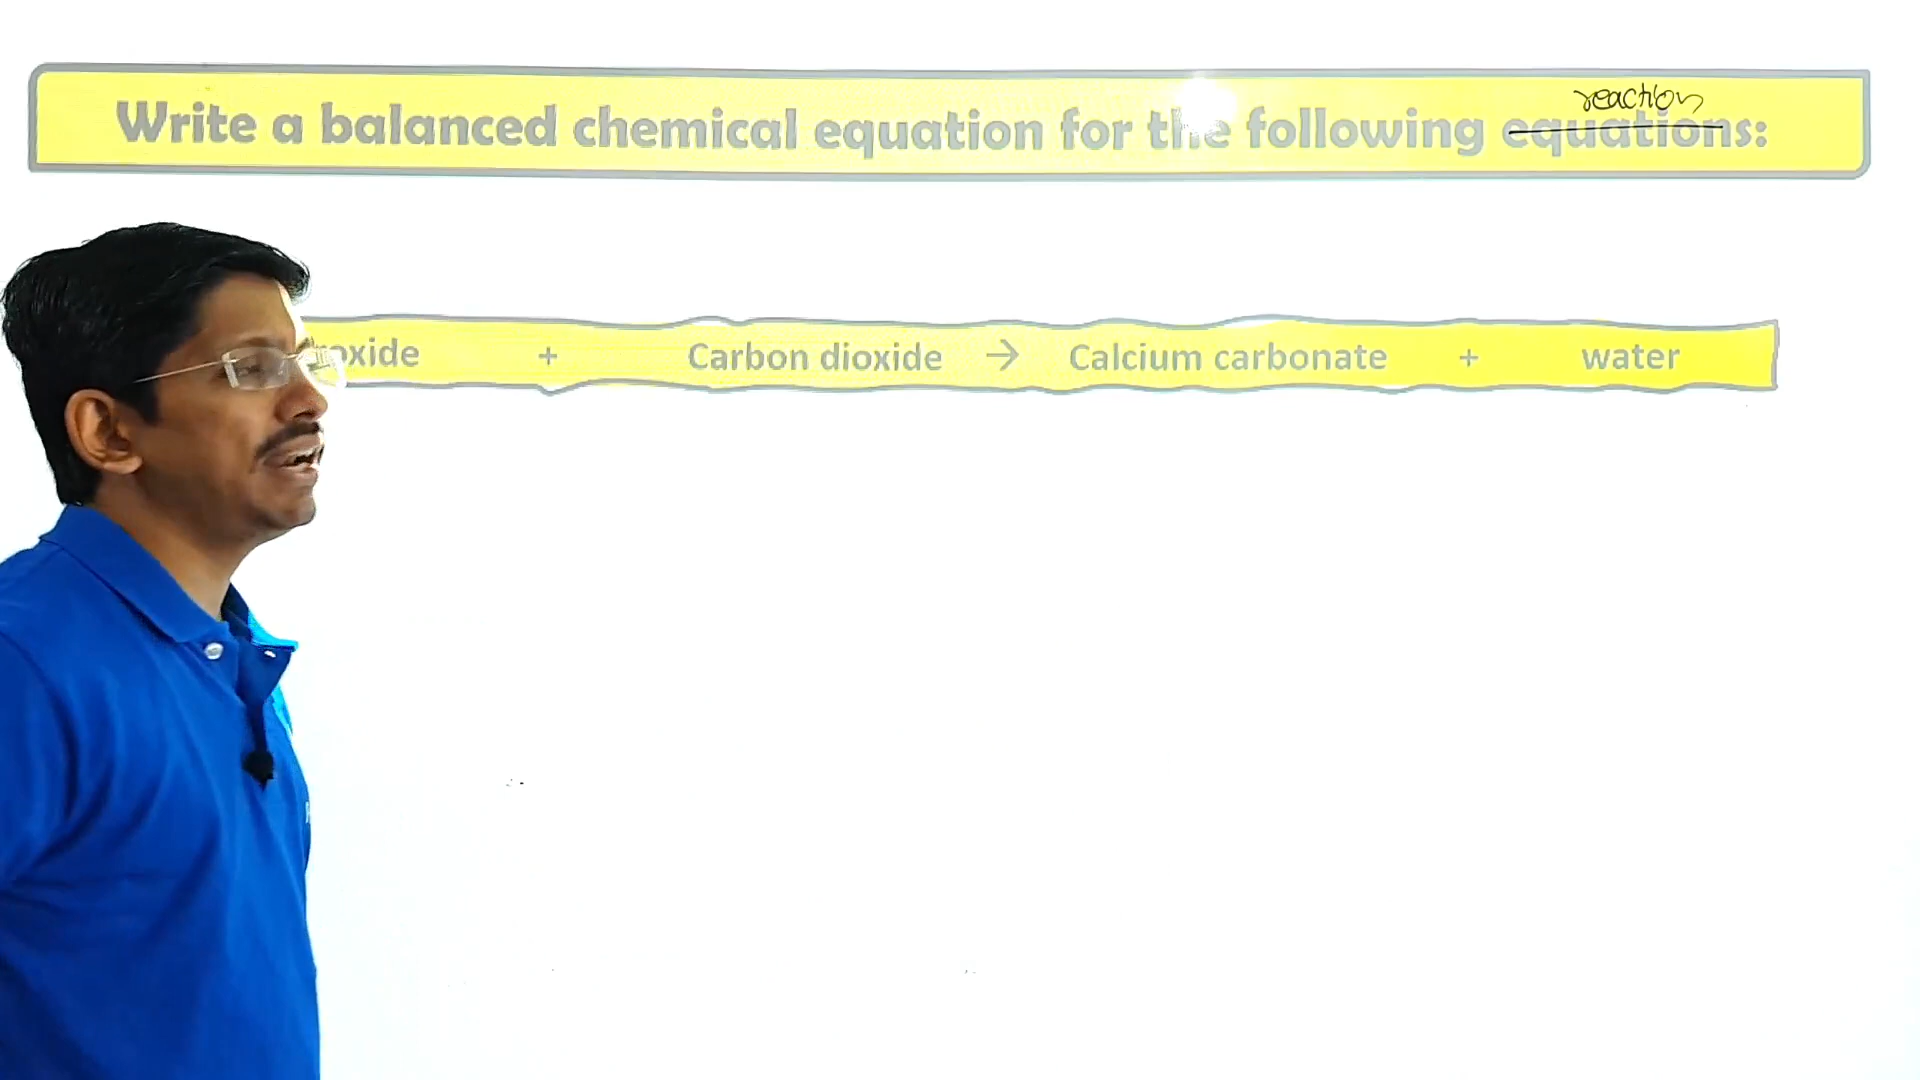 reaction
Write a balanced chemical equation for the following equations:
oxide + Carbon dioxide → Calcium carbonate + water